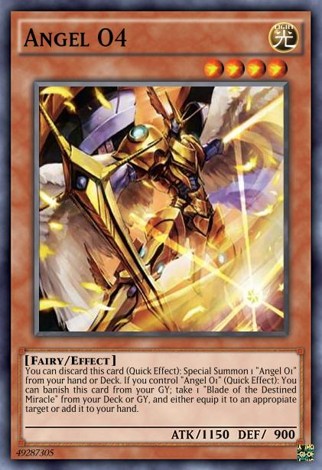 Angel O4
LIGHT
光
[Fairy/Effect]
You can discard this card (Quick Effect): Special Summon 1 "Angel O1"
from your hand or Deck. If you control "Angel O1" (Quick Effect): You
can banish this card from your GY; take 1 "Blade of the Destined
Miracle" from your Deck or GY, and either equip it to an appropiate
target or add it to your hand.
ATK/1150 DEF/ 900
49287305